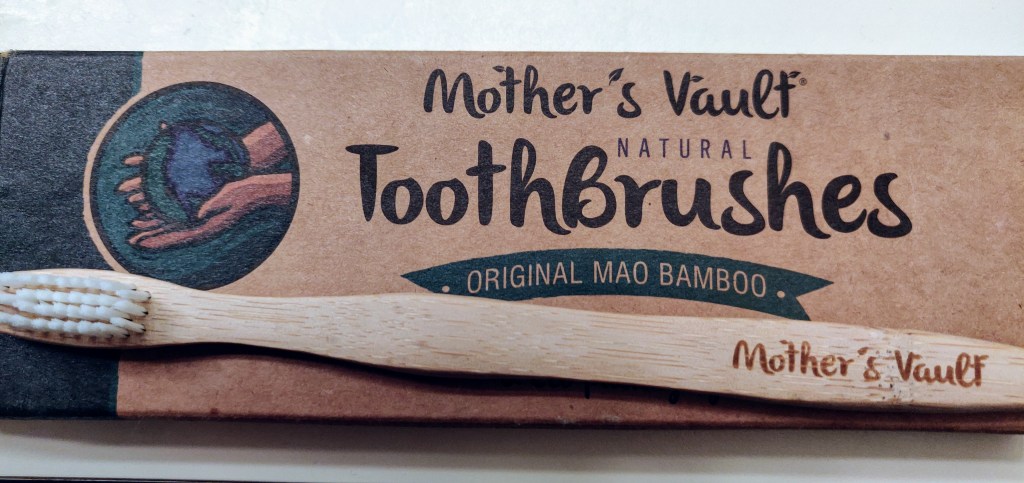 Mother's Vault®
NATURAL
Toothbrushes
• ORIGINAL MAO BAMBOO •
Mother's Vault